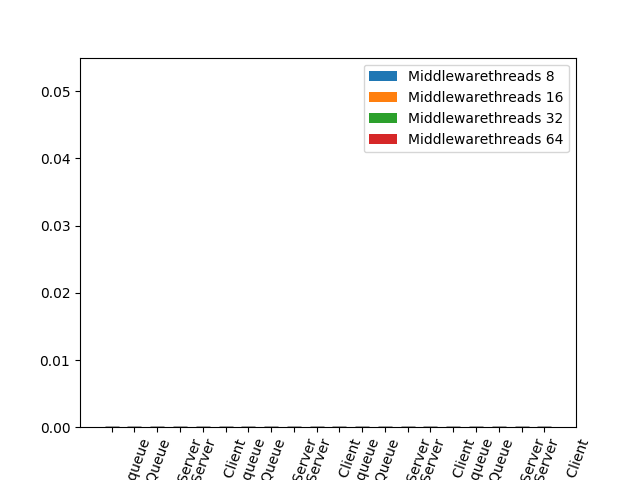 Middlewarethreads 8
Middlewarethreads 16
Middlewarethreads 32
Middlewarethreads 64
0.05
0.04
0.03
0.02
0.01
0.00
queue
Queue
Server
Server
Client
queue
Queue
Server
Server
Client
queue
Queue
Server
Server
Client
queue
Queue
Server
Server
Client